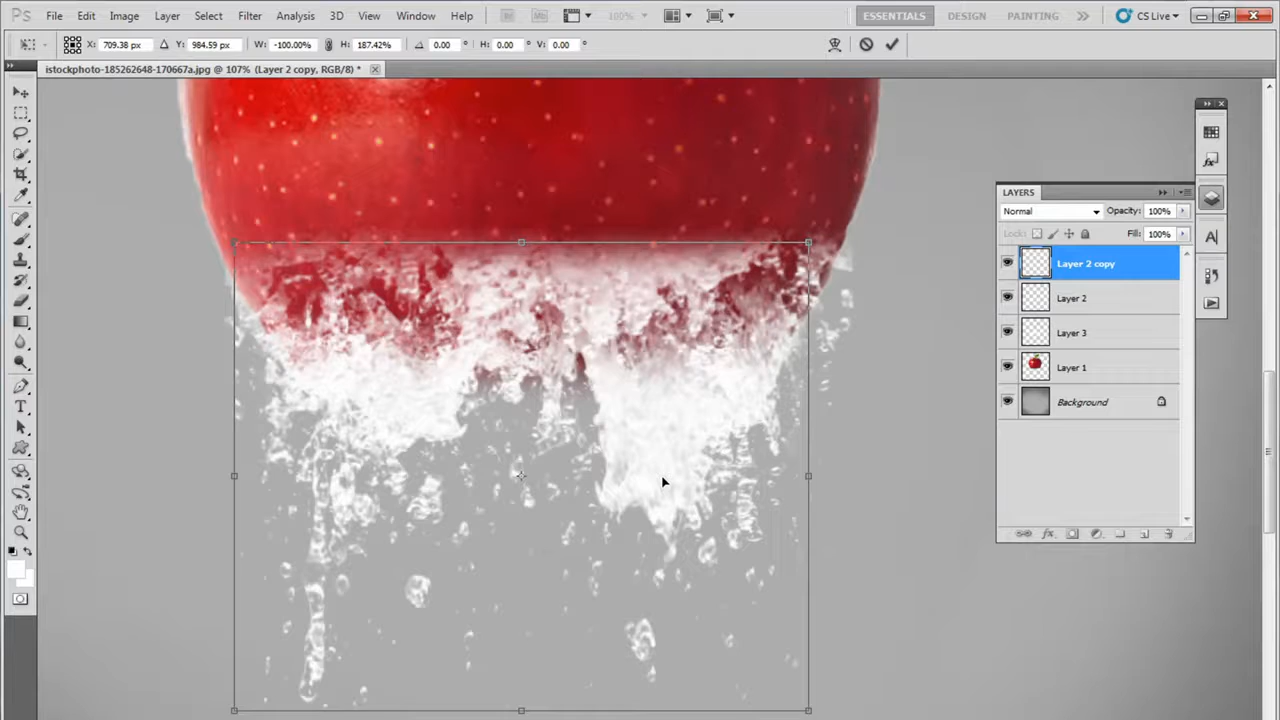 Ps File Edit Image Layer Select Filter Analysis 3D View Window Help Br Mb 100% ESSENTIALS DESIGN PAINTING CS Live
X: 709.38 px Y: 984.59 px W: -100.00% H: 187.42% 0.00 ° H: 0.00 ° V: 0.00 °
istockphoto-185262648-170667a.jpg @ 107% (Layer 2 copy, RGB/8) *
LAYERS
Normal Opacity: 100%
Lock: Fill: 100%
Layer 2 copy
Layer 2
Layer 3
Layer 1
Background